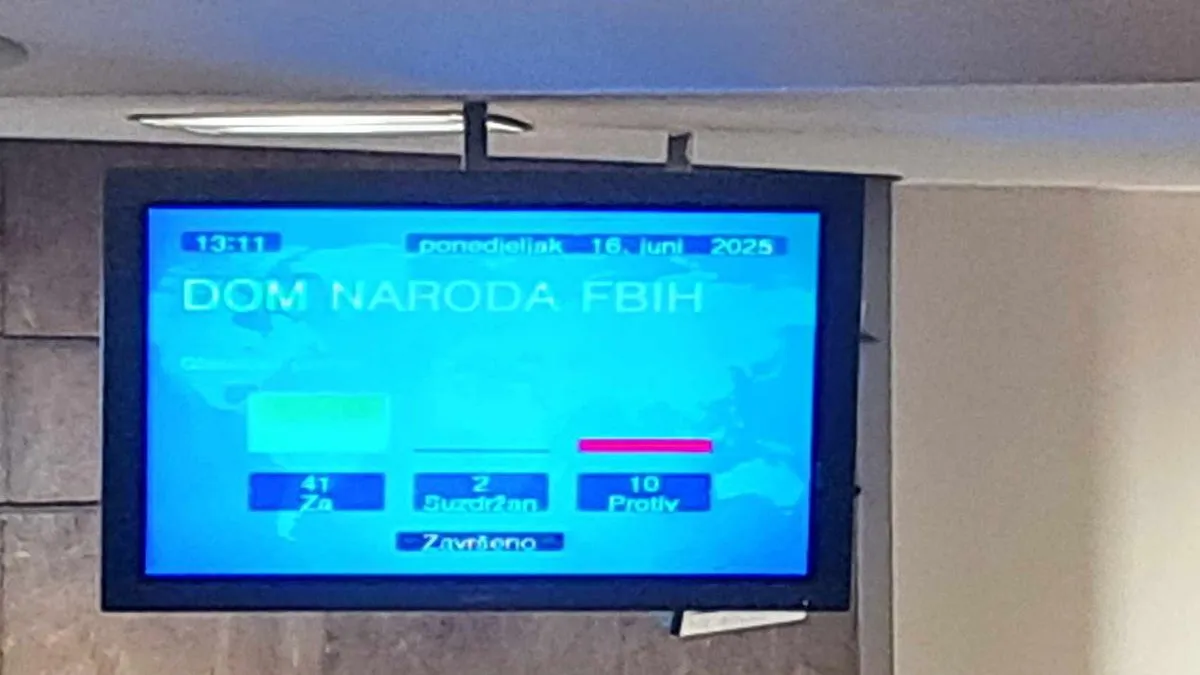 13:11 ponedjeljak 16. juni 2025
DOM NARODA FBIH
41 2 10
Za Suzdržan Protiv
Završeno